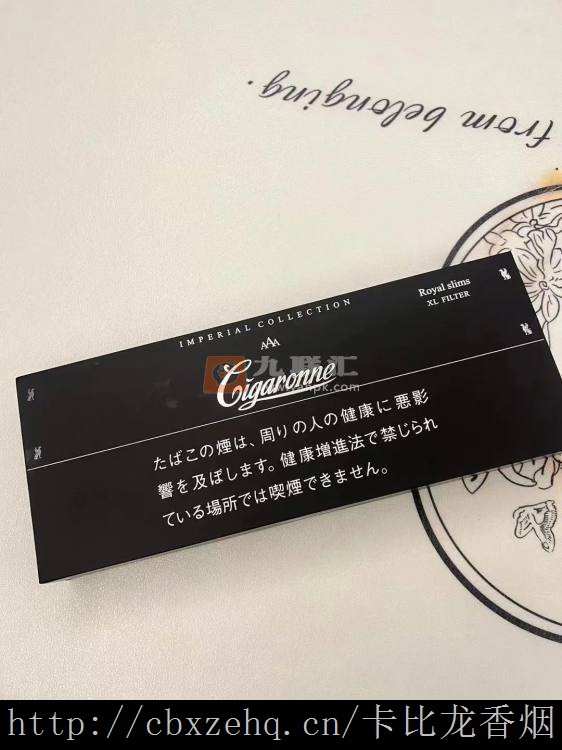 from belonging.
Royal slims
XL FILTER
IMPERIAL COLLECTION
AAA
九联汇
Cigaronne
たばこの煙は、周りの人の健康に悪影
響を及ぼします。健康増進法で禁じられ
ている場所では喫煙できません。
http://cbxzehq.cn/卡比龙香烟